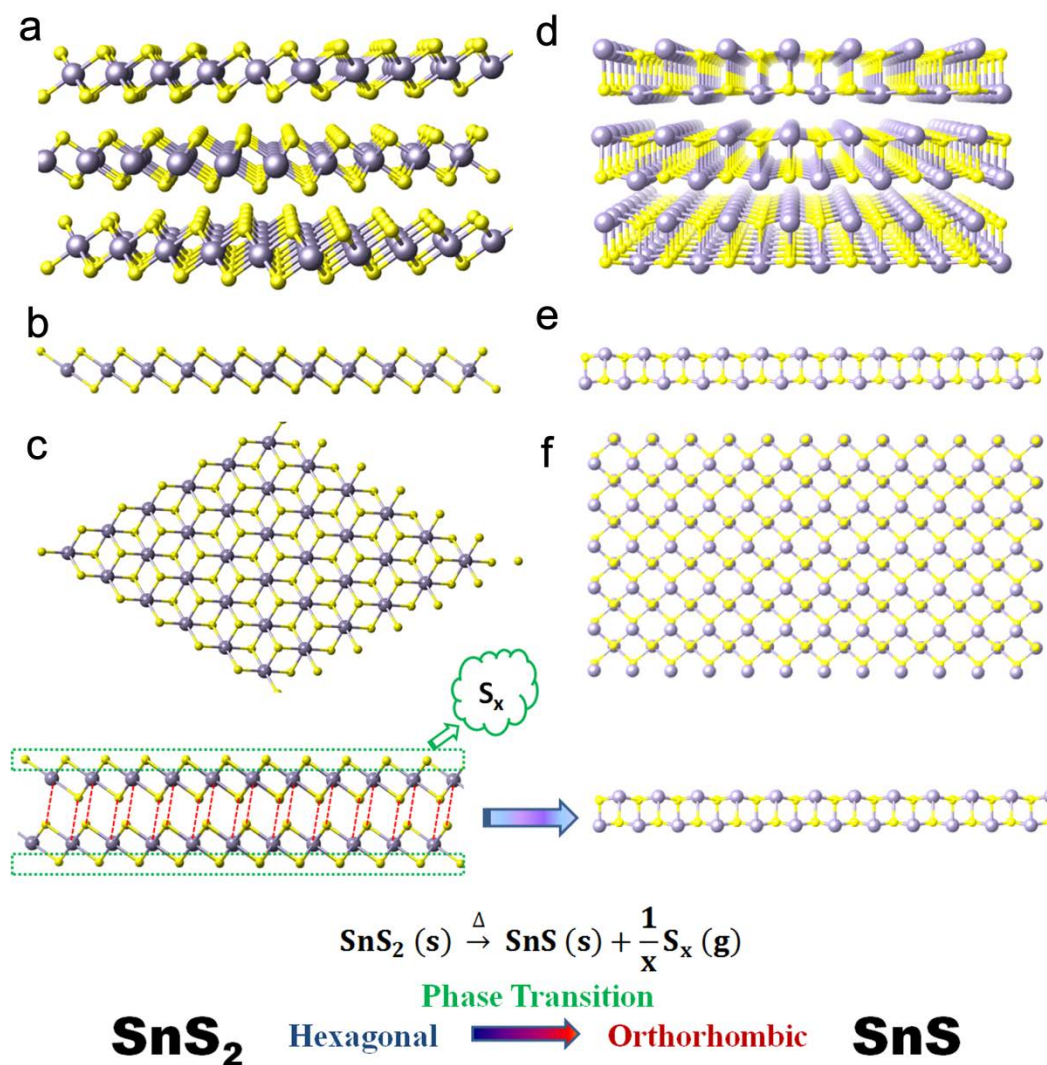 a
d
b
e
c
f
Sₓ
SnS₂ (s) →^Δ SnS (s) + 1/x Sₓ (g)
Phase Transition
SnS₂ Hexagonal Orthorhombic SnS